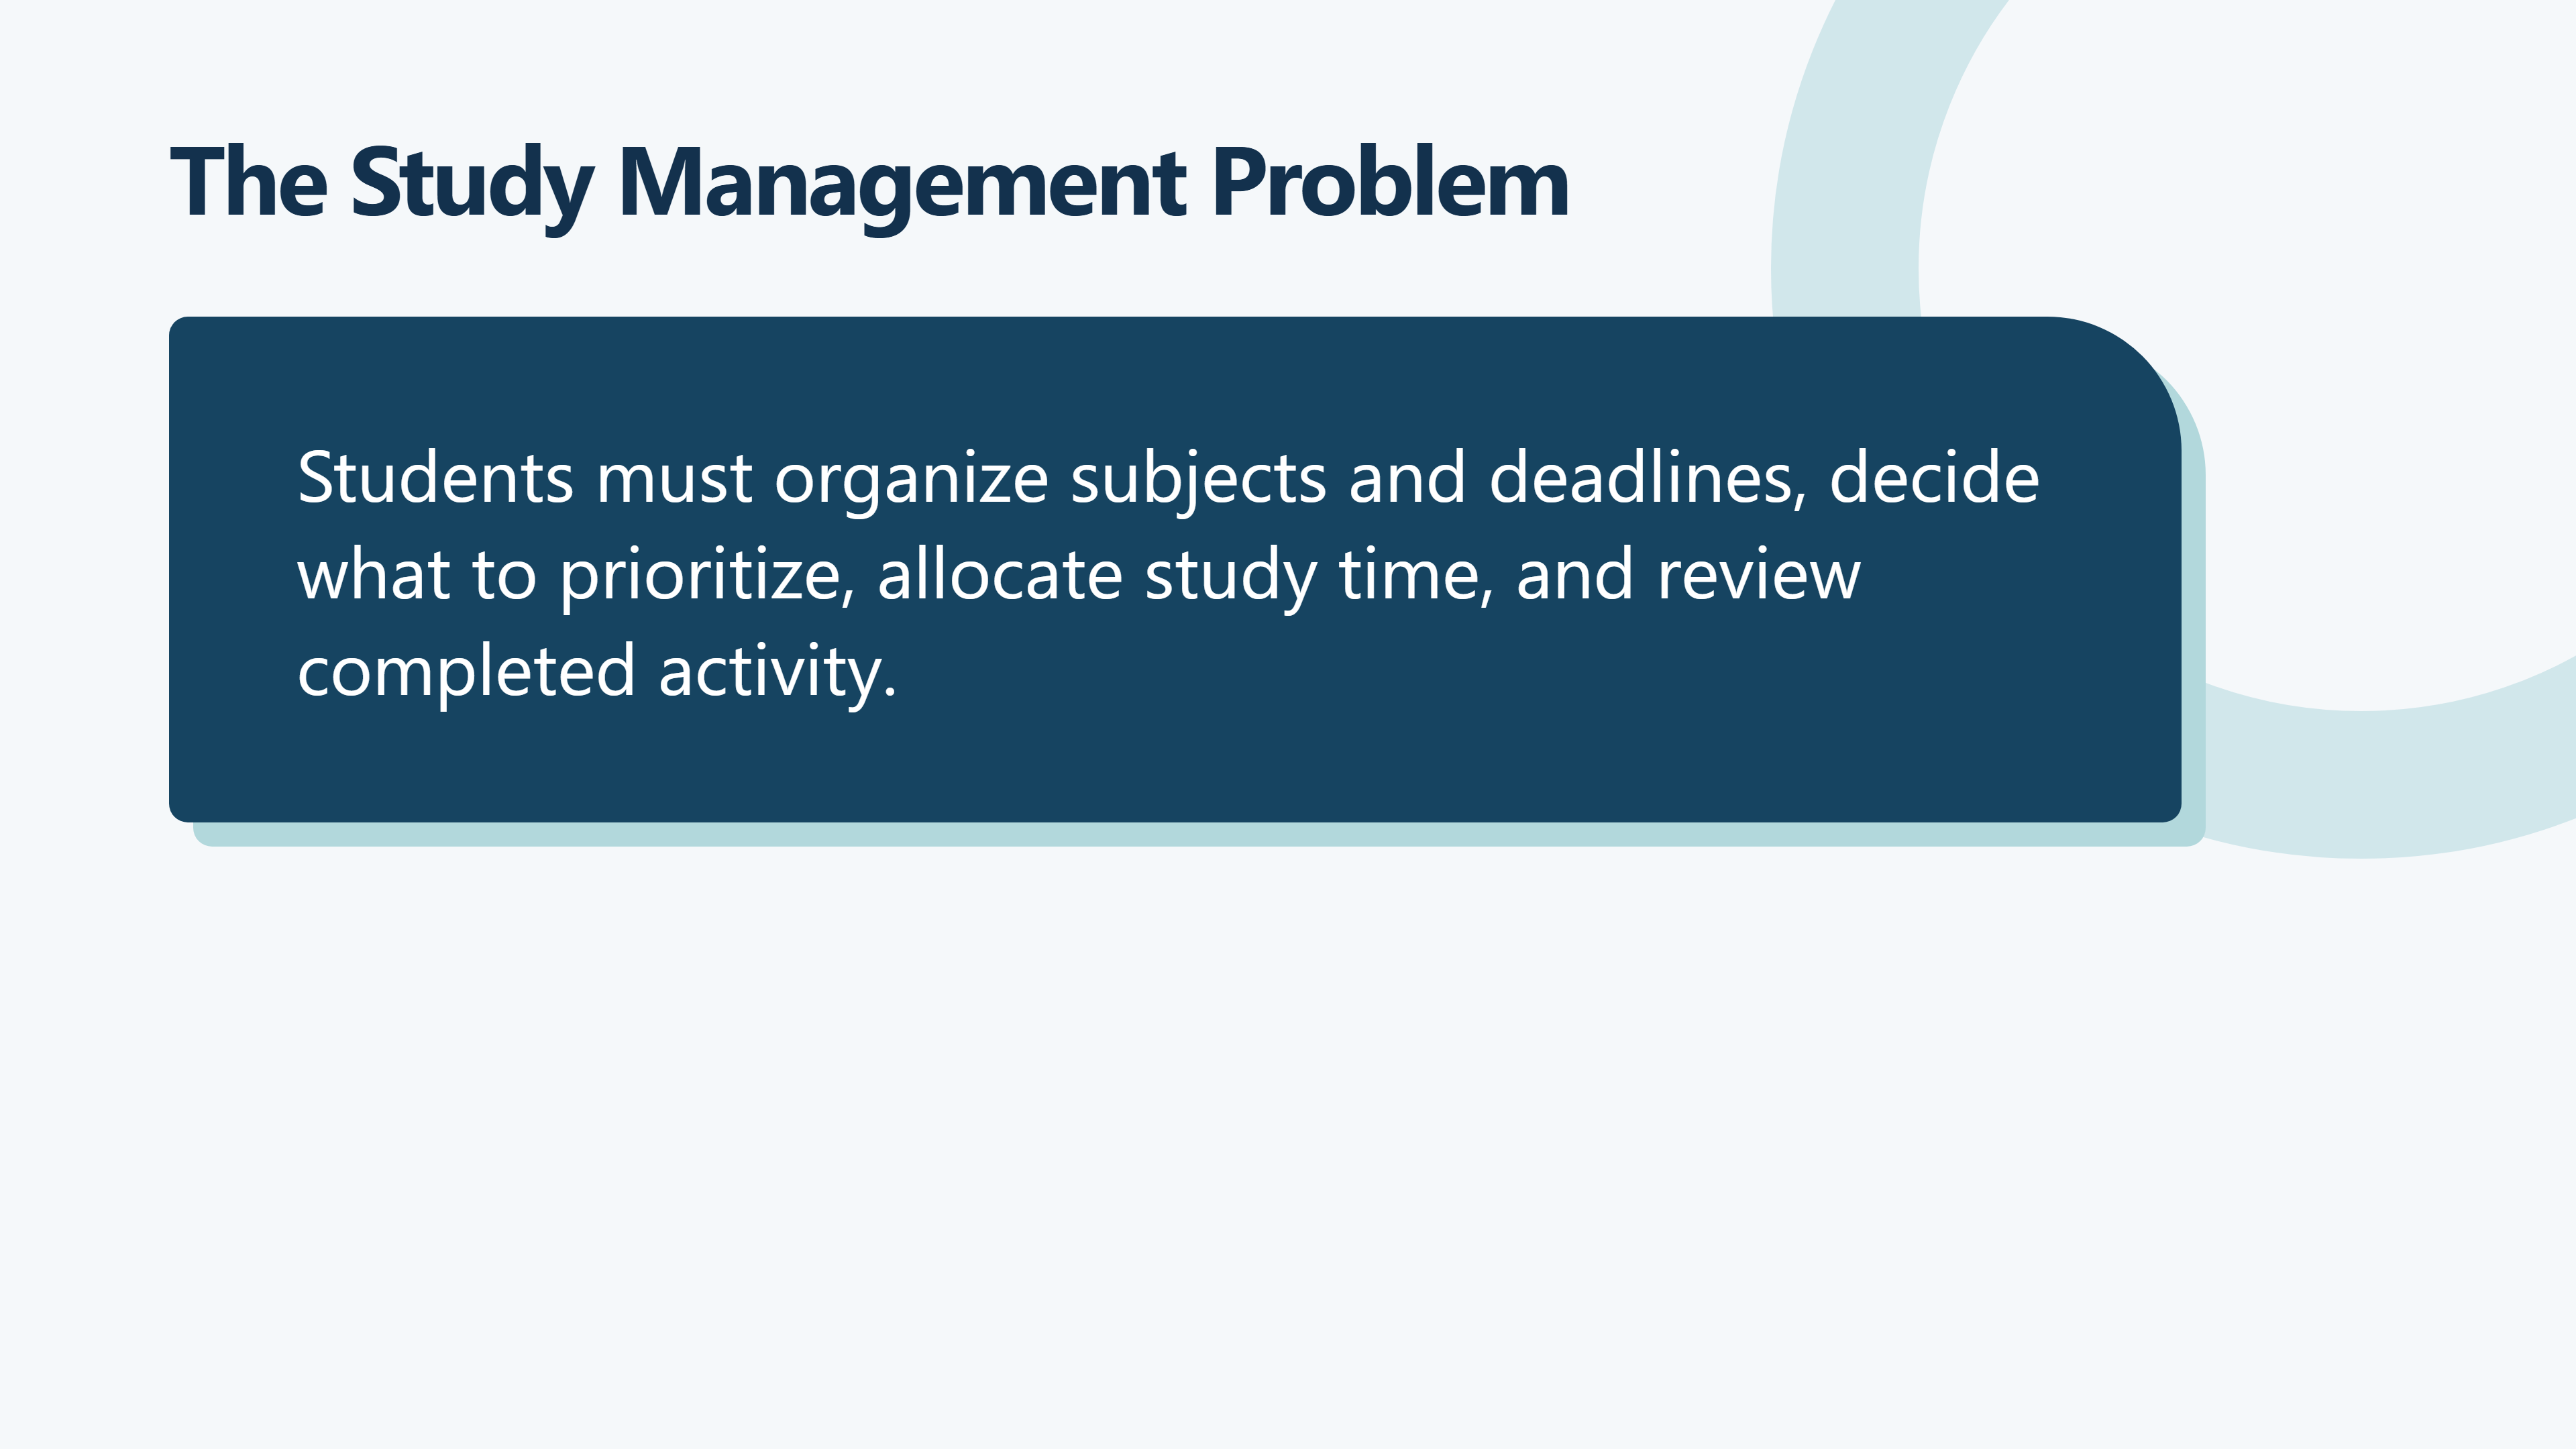 The Study Management Problem
Students must organize subjects and deadlines, decide
what to prioritize, allocate study time, and review
completed activity.